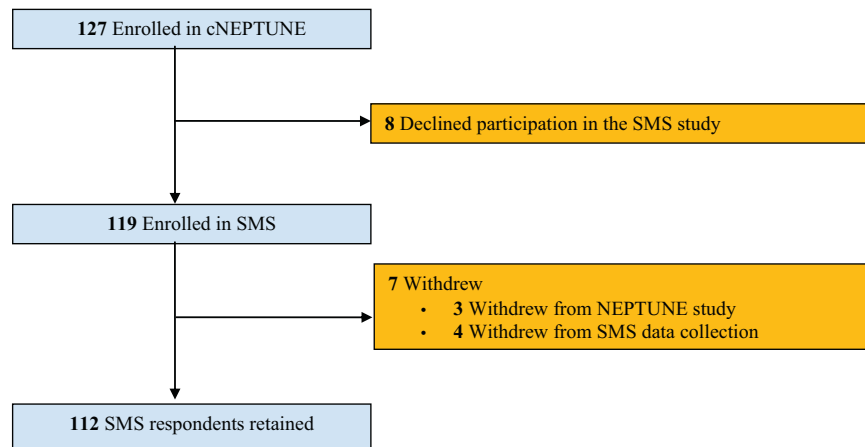 127 Enrolled in cNEPTUNE
8 Declined participation in the SMS study
119 Enrolled in SMS
7 Withdrew
• 3 Withdrew from NEPTUNE study
• 4 Withdrew from SMS data collection
112 SMS respondents retained